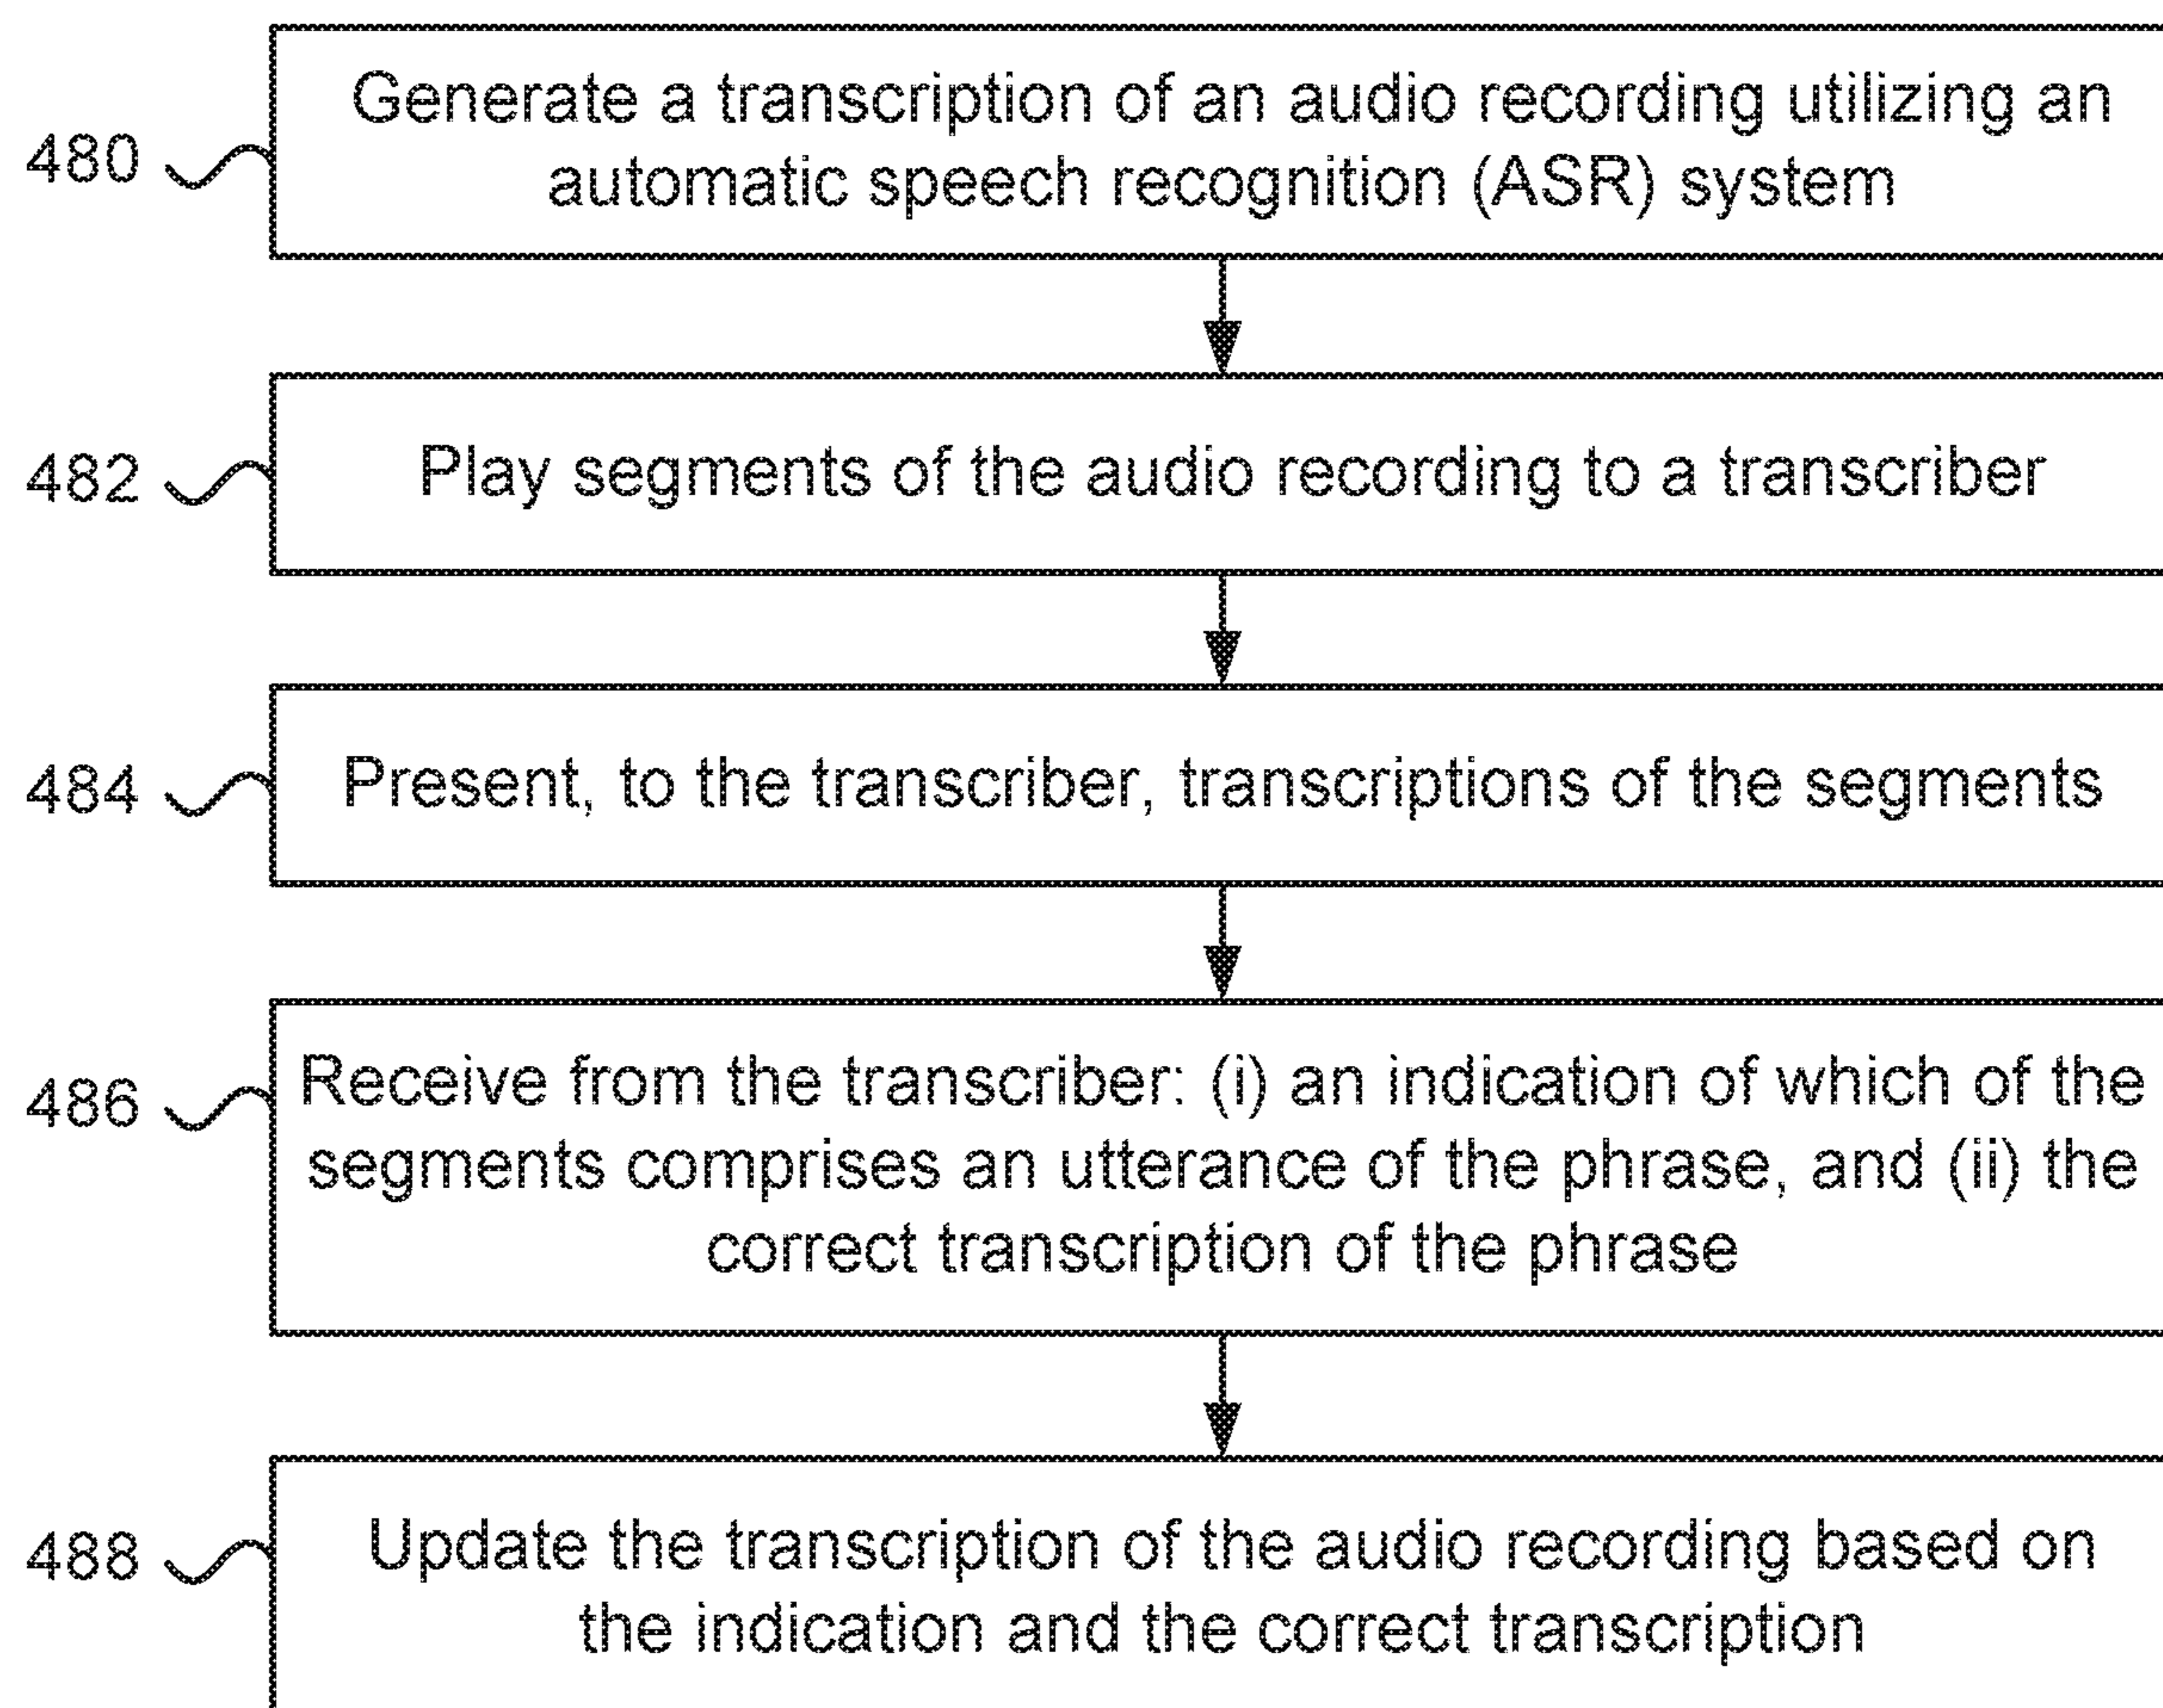 480
Generate a transcription of an audio recording utilizing an
automatic speech recognition (ASR) system
482
Play segments of the audio recording to a transcriber
484
Present, to the transcriber, transcriptions of the segments
486
Receive from the transcriber: (i) an indication of which of the
segments comprises an utterance of the phrase, and (ii) the
correct transcription of the phrase
488
Update the transcription of the audio recording based on
the indication and the correct transcription